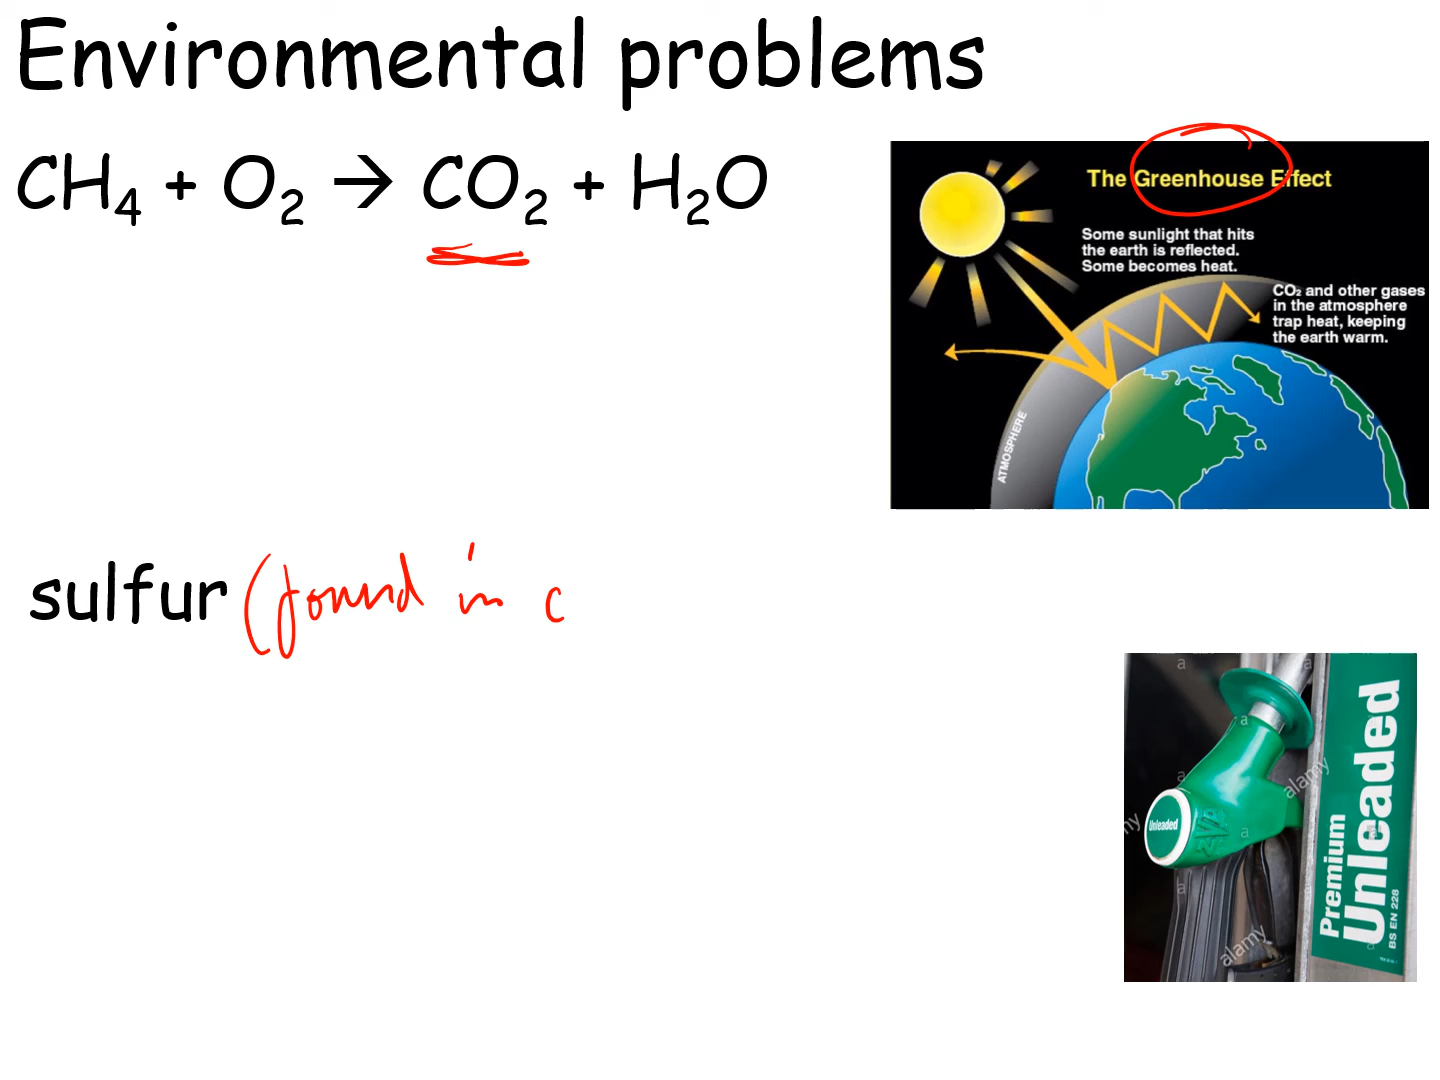 Environmental problems
CH₄ + O₂ → CO₂ + H₂O
The Greenhouse Effect
Some sunlight that hits
the earth is reflected.
Some becomes heat.
CO₂ and other gases
in the atmosphere
trap heat, keeping
the earth warm.
ATMOSPHERE
sulfur (found in c
Unleaded
Premium
Unleaded
BS EN 228
a
a
a
a
a
a
a
alamy
alamy
my